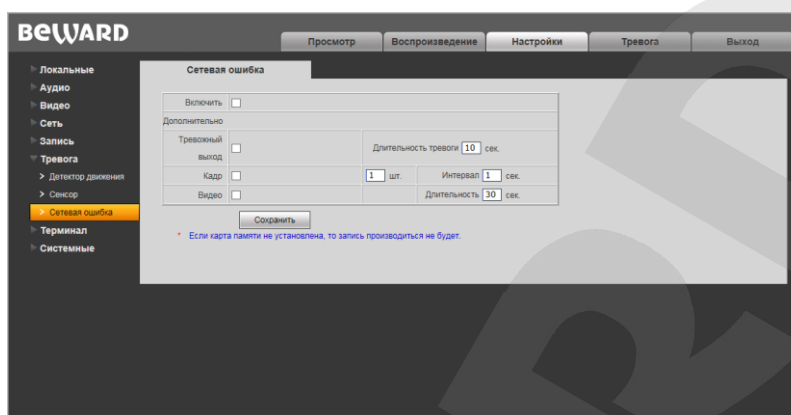 BEWARD
Просмотр Воспроизведение Настройки Тревога Выход
Локальные
Аудио
Видео
Сеть
Запись
Тревога
Детектор движения
Сенсор
Сетевая ошибка
Терминал
Системные
Сетевая ошибка
Включить
Дополнительно
Тревожный выход Длительность тревоги 10 сек.
Кадр 1 шт. Интервал 1 сек.
Видео Длительность 30 сек.
Сохранить
* Если карта памяти не установлена, то запись производиться не будет.